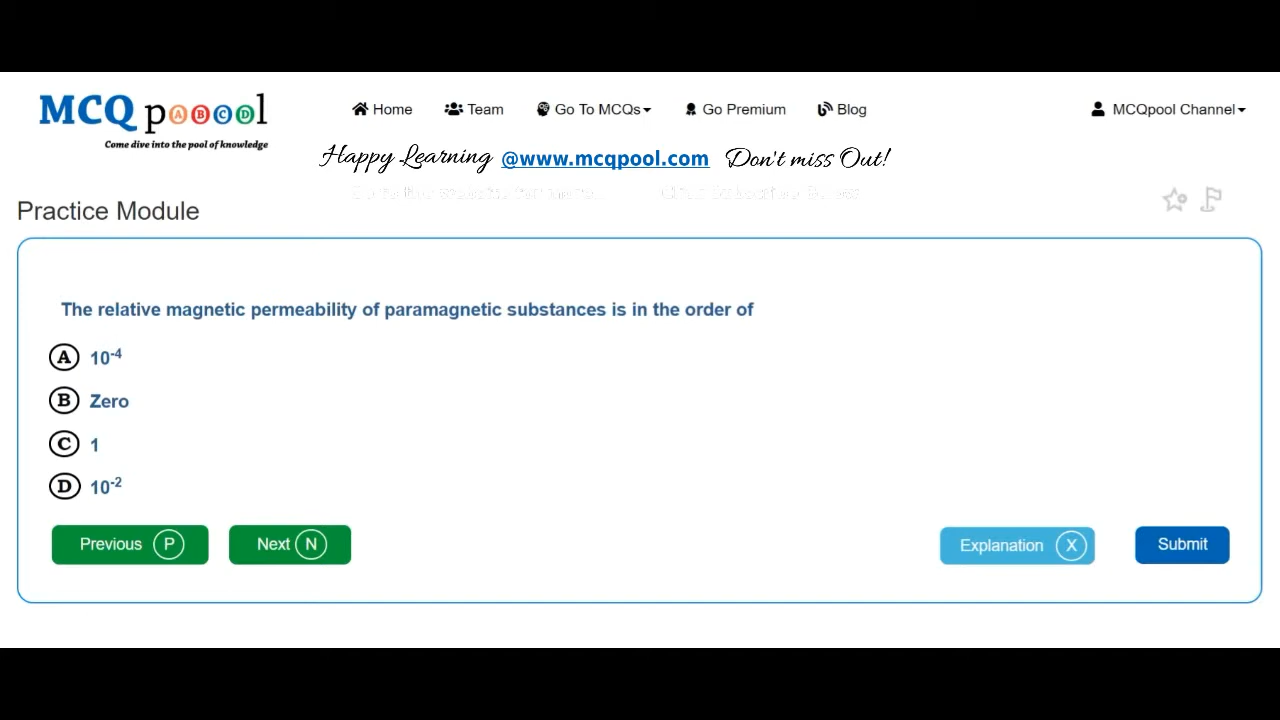 MCQ poool
Come dive into the pool of knowledge
Home Team Go To MCQs Go Premium Blog MCQpool Channel
Happy Learning @www.mcqpool.com Don't miss Out!
Practice Module
The relative magnetic permeability of paramagnetic substances is in the order of
A 10⁻⁴
B Zero
C 1
D 10⁻²
Previous P Next N Explanation X Submit